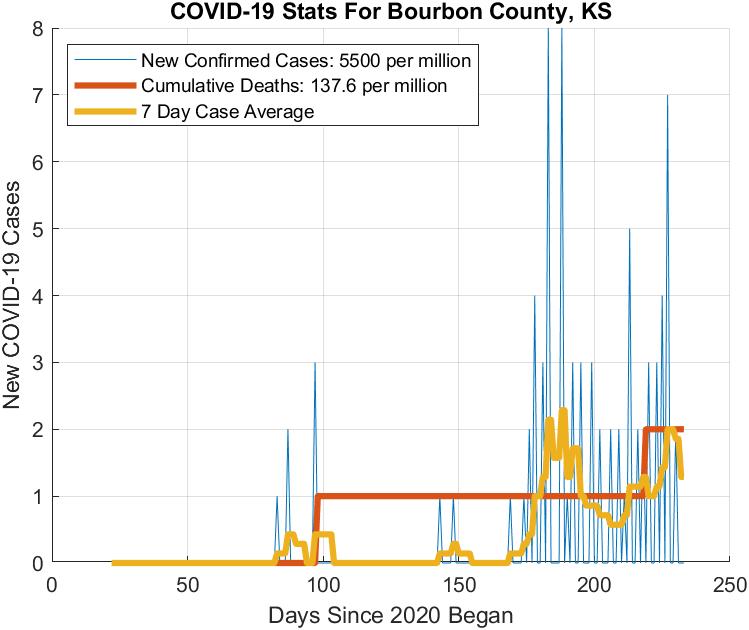 COVID-19 Stats For Bourbon County, KS
New Confirmed Cases: 5500 per million
Cumulative Deaths: 137.6 per million
7 Day Case Average
New COVID-19 Cases
8
7
6
5
4
3
2
1
0
0 50 100 150 200 250
Days Since 2020 Began